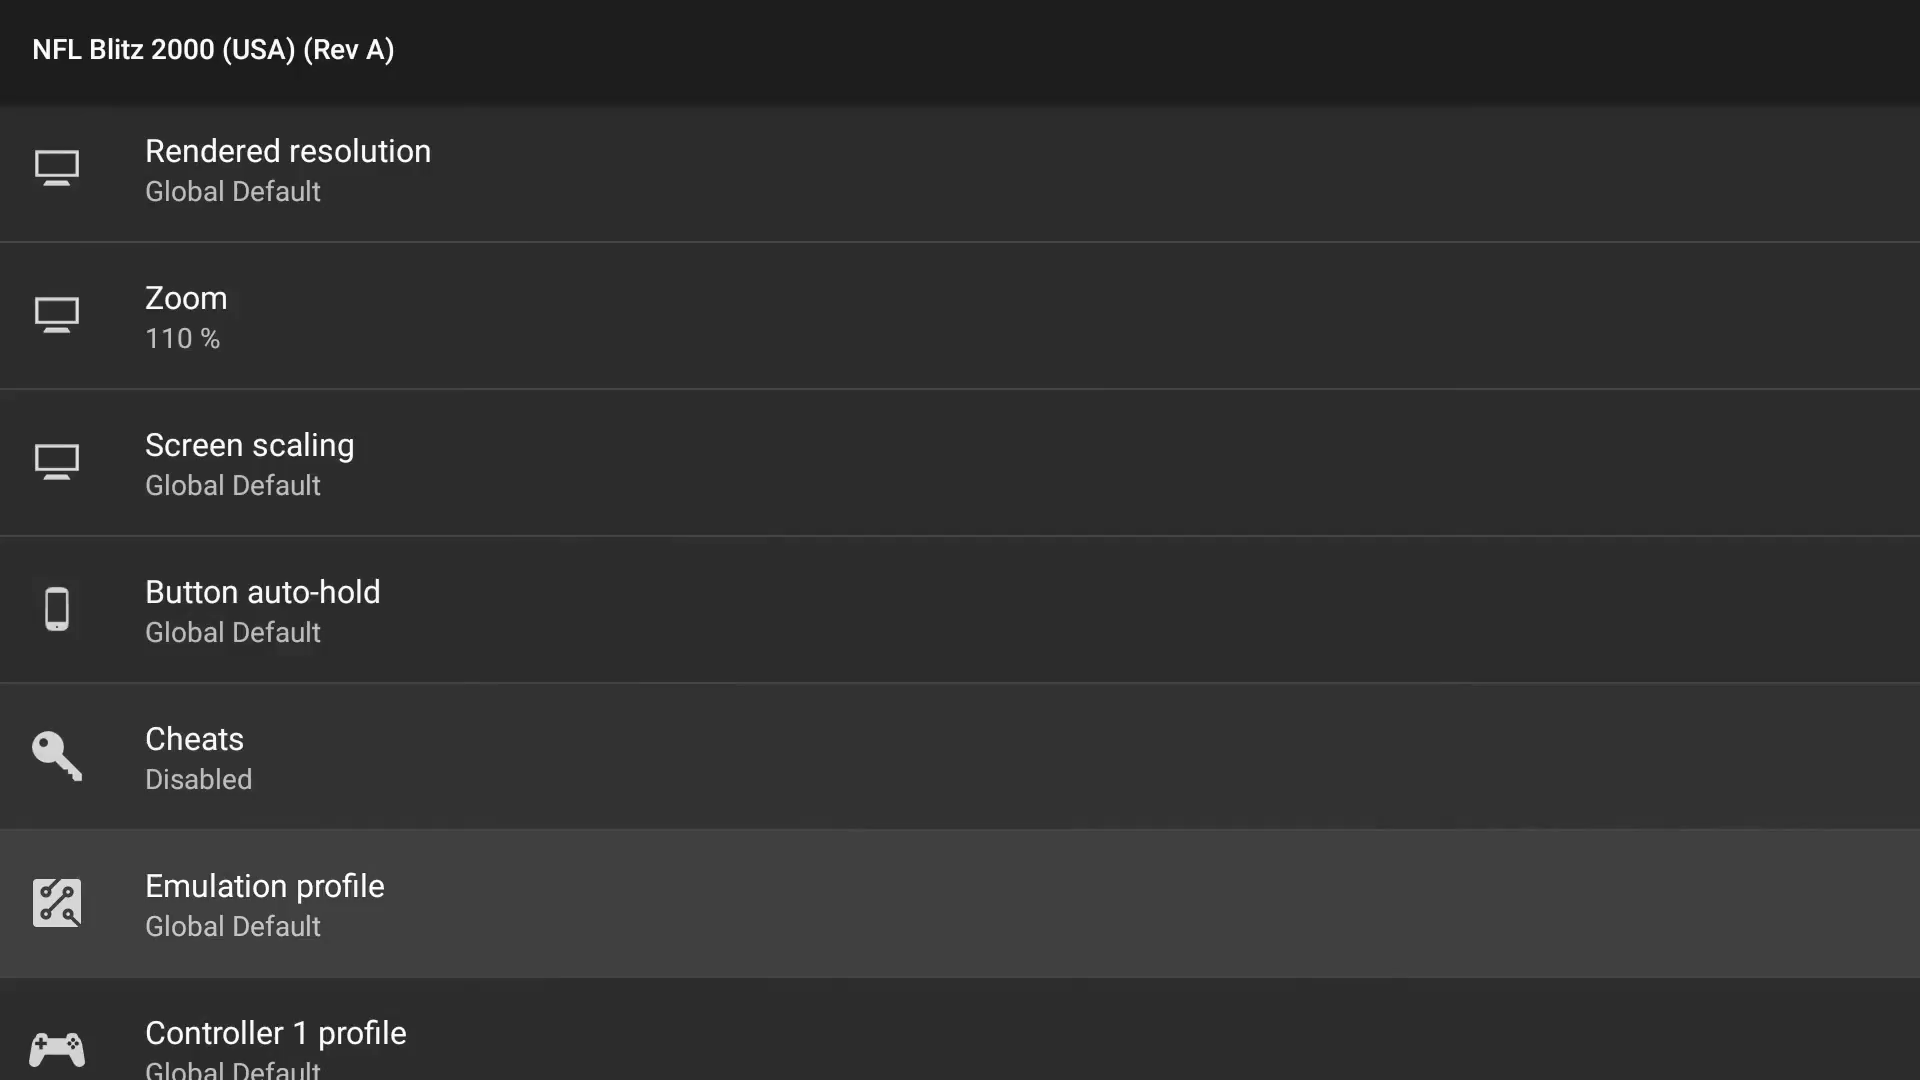 NFL Blitz 2000 (USA) (Rev A)
Rendered resolution
Global Default
Zoom
110 %
Screen scaling
Global Default
Button auto-hold
Global Default
Cheats
Disabled
Emulation profile
Global Default
Controller 1 profile
Global Default